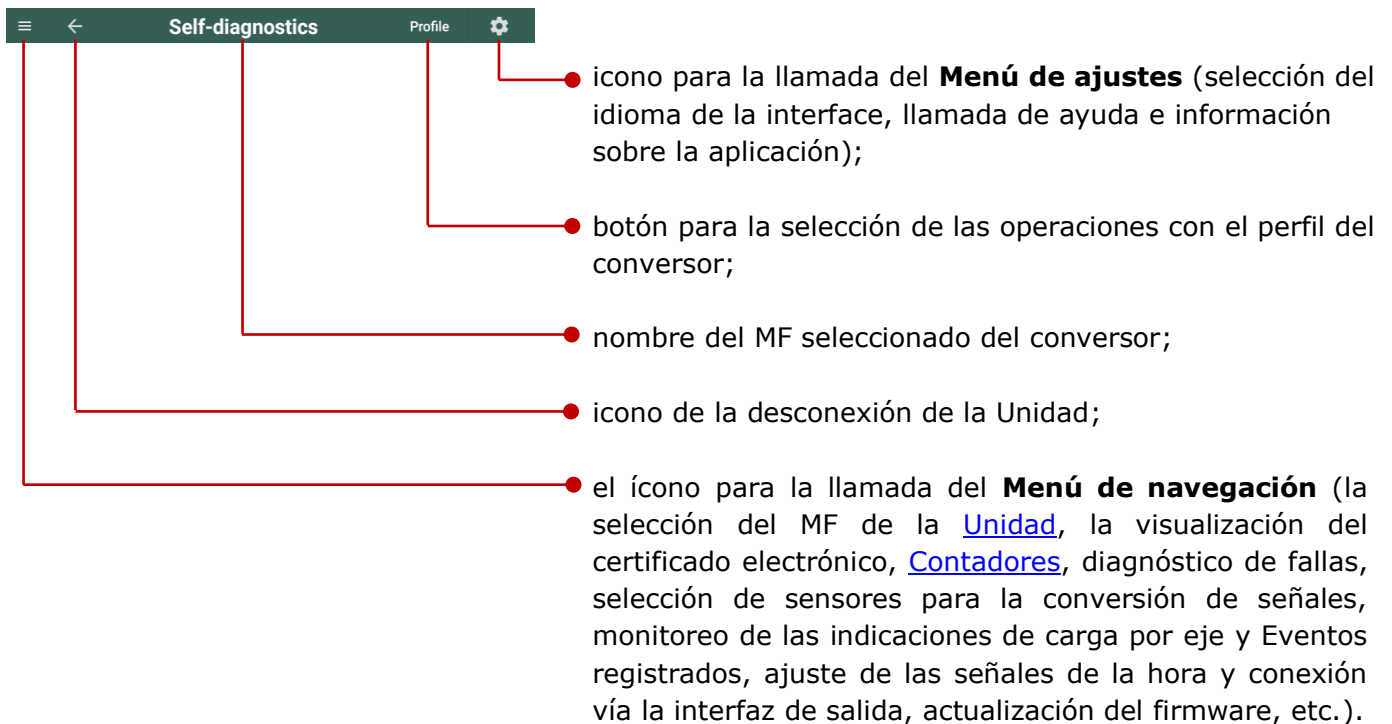 Self-diagnostics Profile
icono para la llamada del Menú de ajustes (selección del
idioma de la interface, llamada de ayuda e información
sobre la aplicación);
botón para la selección de las operaciones con el perfil del
conversor;
nombre del MF seleccionado del conversor;
icono de la desconexión de la Unidad;
el ícono para la llamada del Menú de navegación (la
selección del MF de la Unidad, la visualización del
certificado electrónico, Contadores, diagnóstico de fallas,
selección de sensores para la conversión de señales,
monitoreo de las indicaciones de carga por eje y Eventos
registrados, ajuste de las señales de la hora y conexión
vía la interfaz de salida, actualización del firmware, etc.).